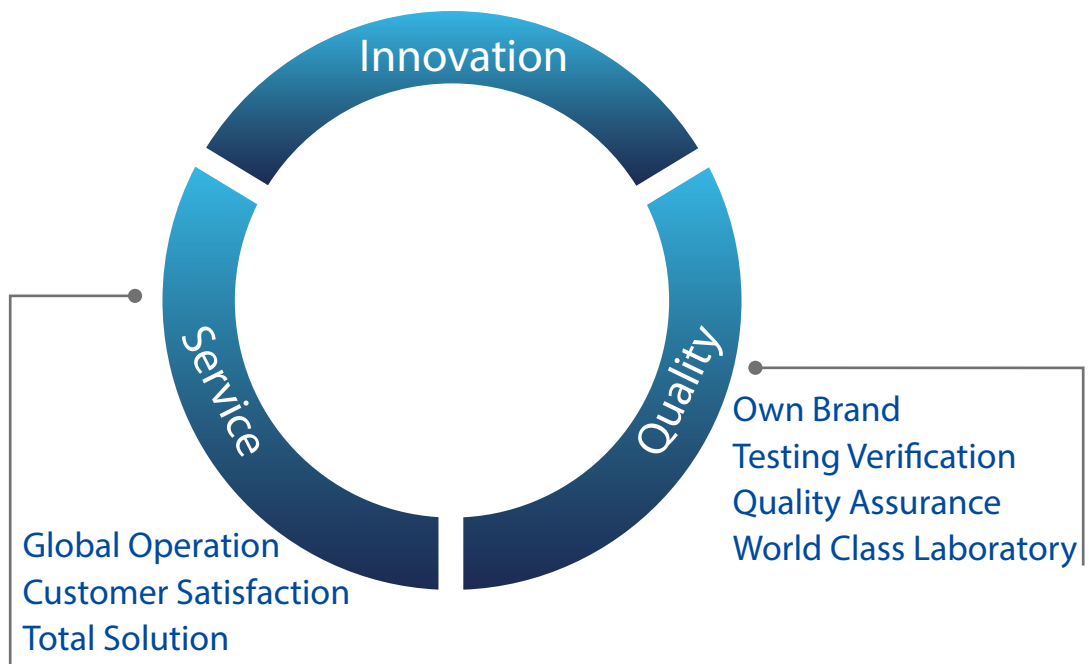 Innovation
Service
Quality
Own Brand
Testing Verification
Quality Assurance
World Class Laboratory
Global Operation
Customer Satisfaction
Total Solution